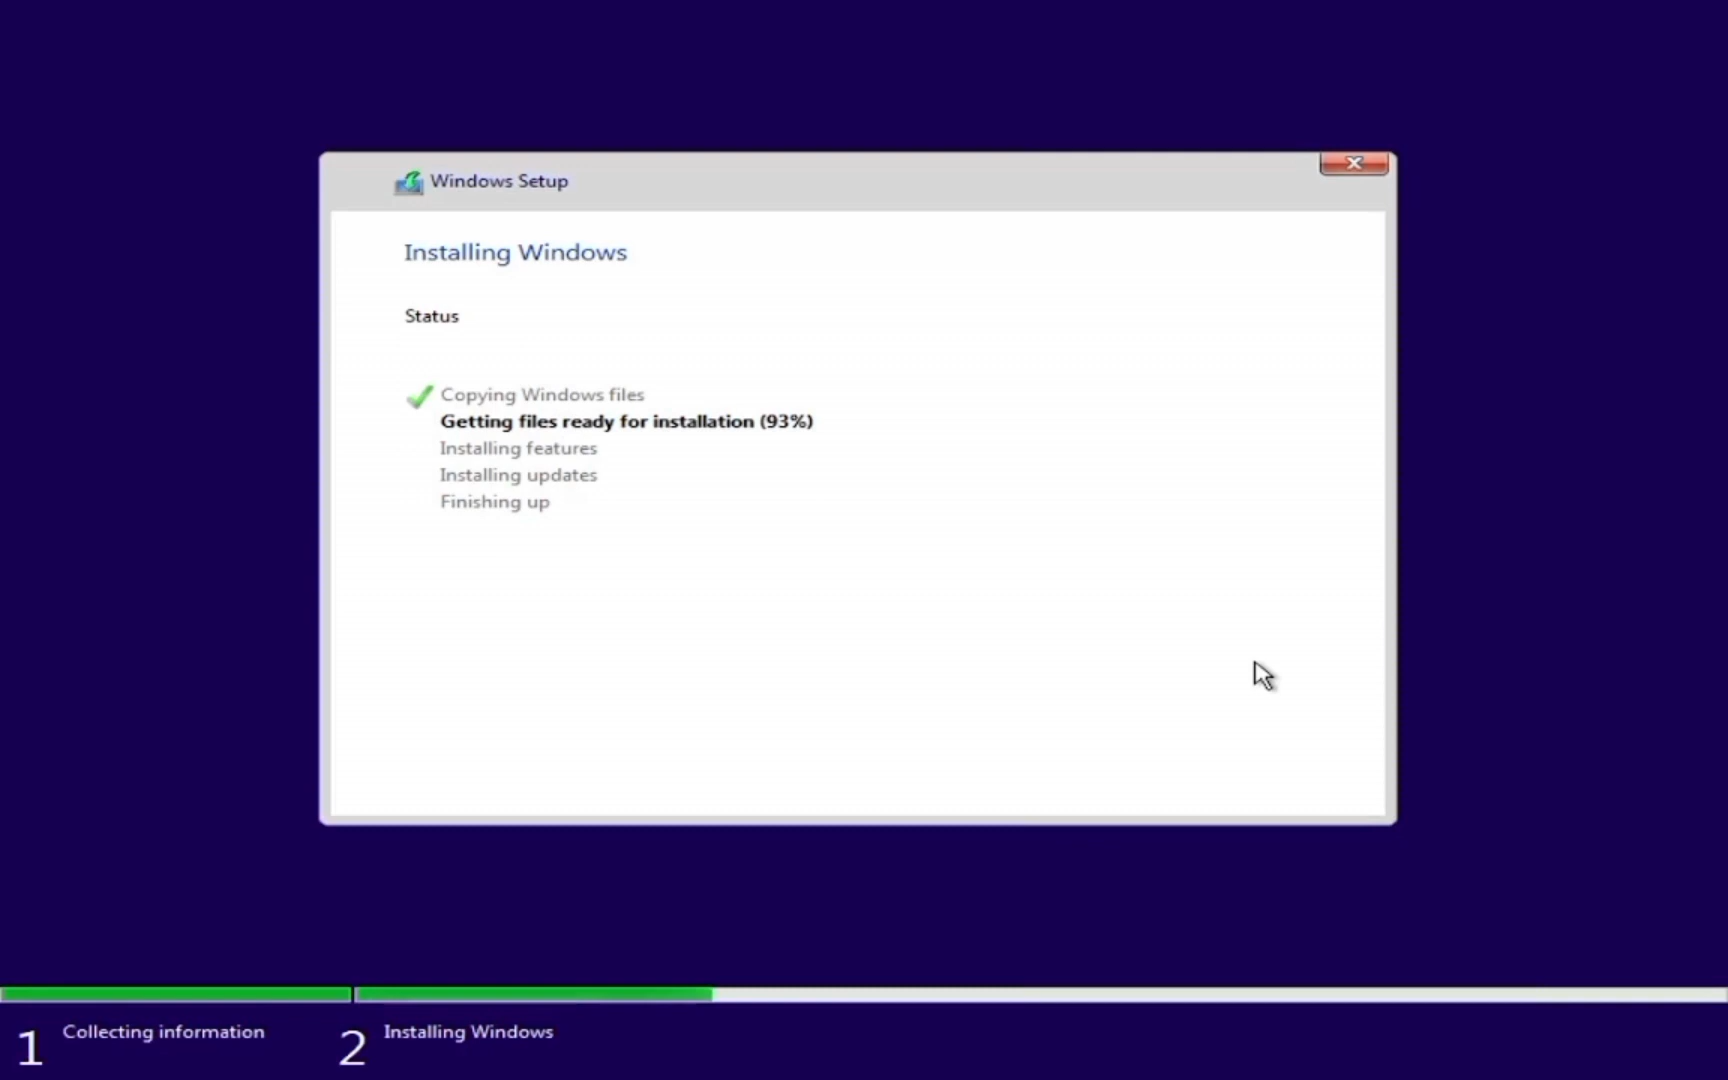 Windows Setup
Installing Windows
Status
Copying Windows files
Getting files ready for installation (93%)
Installing features
Installing updates
Finishing up
1 Collecting information
2 Installing Windows